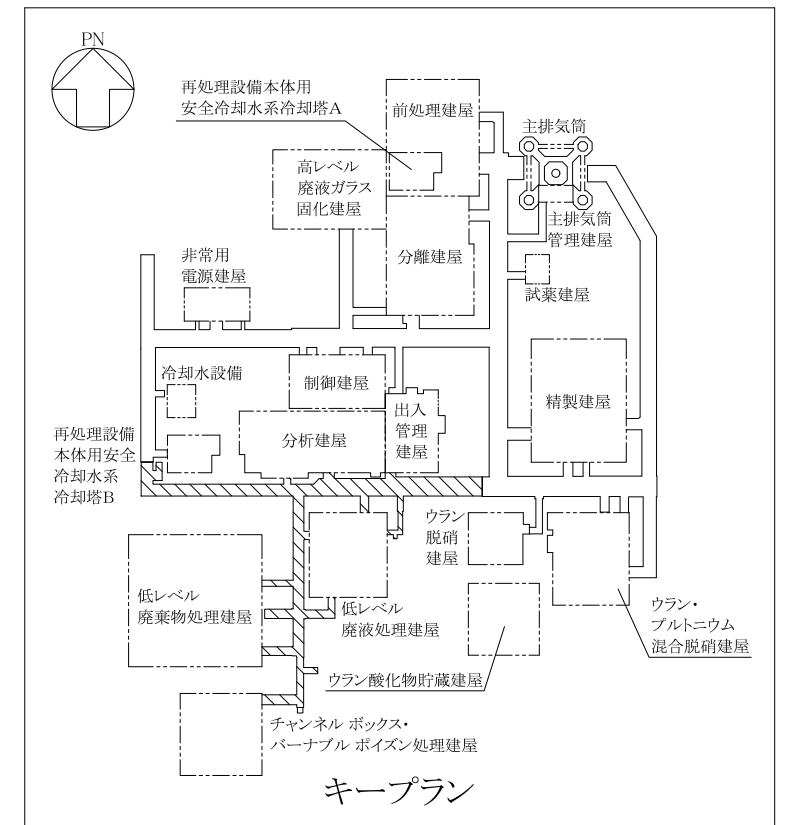 PN
再処理設備本体用
安全冷却水系冷却塔A
前処理建屋
主排気筒
高レベル
廃液ガラス
固化建屋
主排気筒
管理建屋
非常用
電源建屋
分離建屋
試薬建屋
冷却水設備
制御建屋
精製建屋
出入
管理
建屋
分析建屋
再処理設備
本体用安全
冷却水系
冷却塔B
ウラン
脱硝
建屋
低レベル
廃棄物処理建屋
低レベル
廃液処理建屋
ウラン・
プルトニウム
混合脱硝建屋
ウラン酸化物貯蔵建屋
チャンネル ボックス・
バーナブル ポイズン処理建屋
キープラン